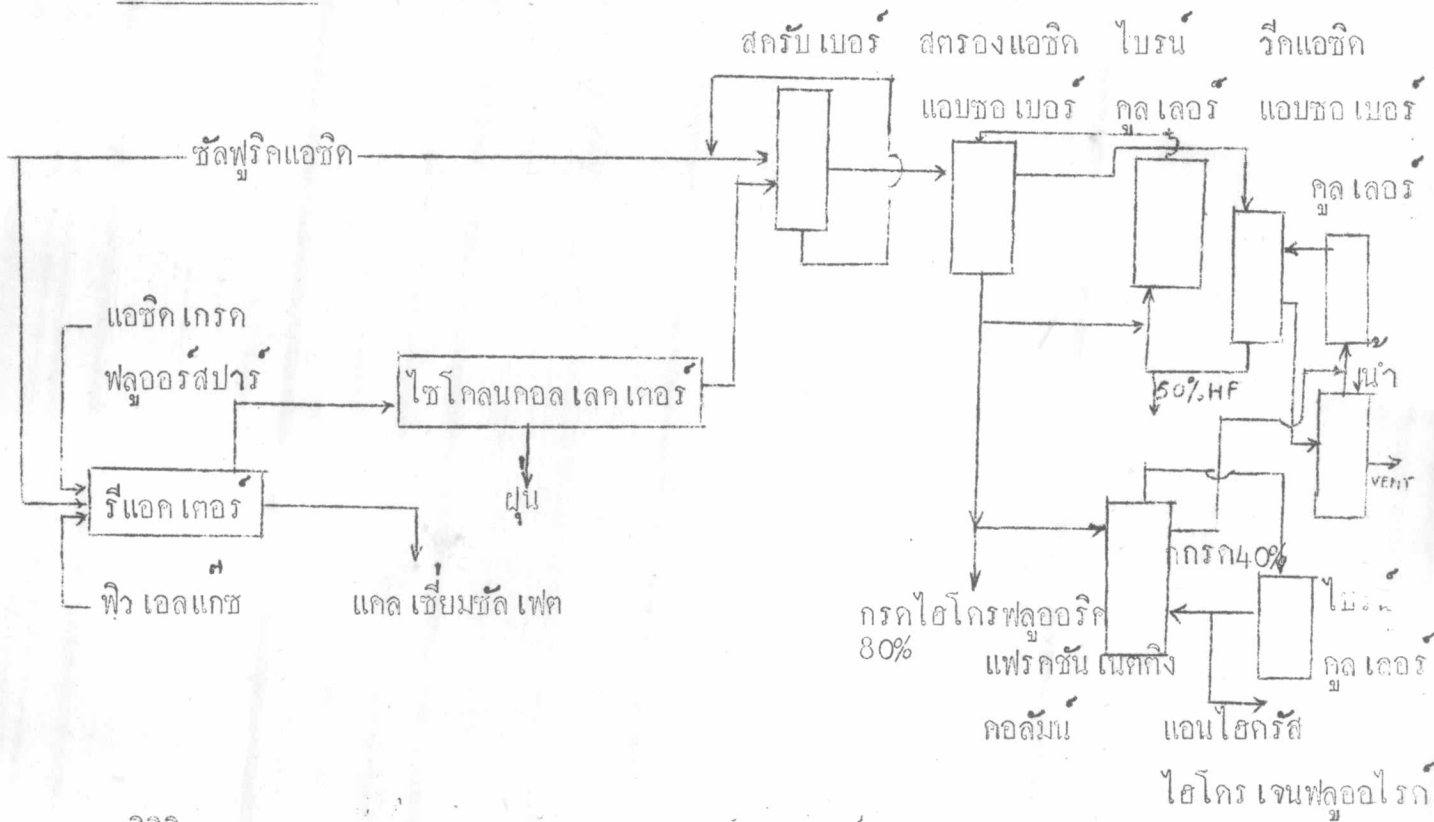 สครับเบอร์ สตรองแอซิด ไบรน์ วีคแอซิด
แอบซอเบอร์ คูลเลอร์ แอบซอเบอร์
ซัลฟูริคแอซิด
คูลเลอร์
แอซิดเกรด
ฟลูออร์สปาร์
ไซโคลนคอลเลคเตอร์
น้ำ
50%HF
ฝุ่น
VENT
รีแอคเตอร์
กรด40%
ฟิวเอลแก๊ซ
แคลเซี่ยมซัลเฟต
กรดไฮโดรฟลูออริค
80%
แฟรคชันเนตติง
คูลเลอร์
คอลัมน์
แอนไฮดรัส
ไฮโดรเจนฟลูออไรด์